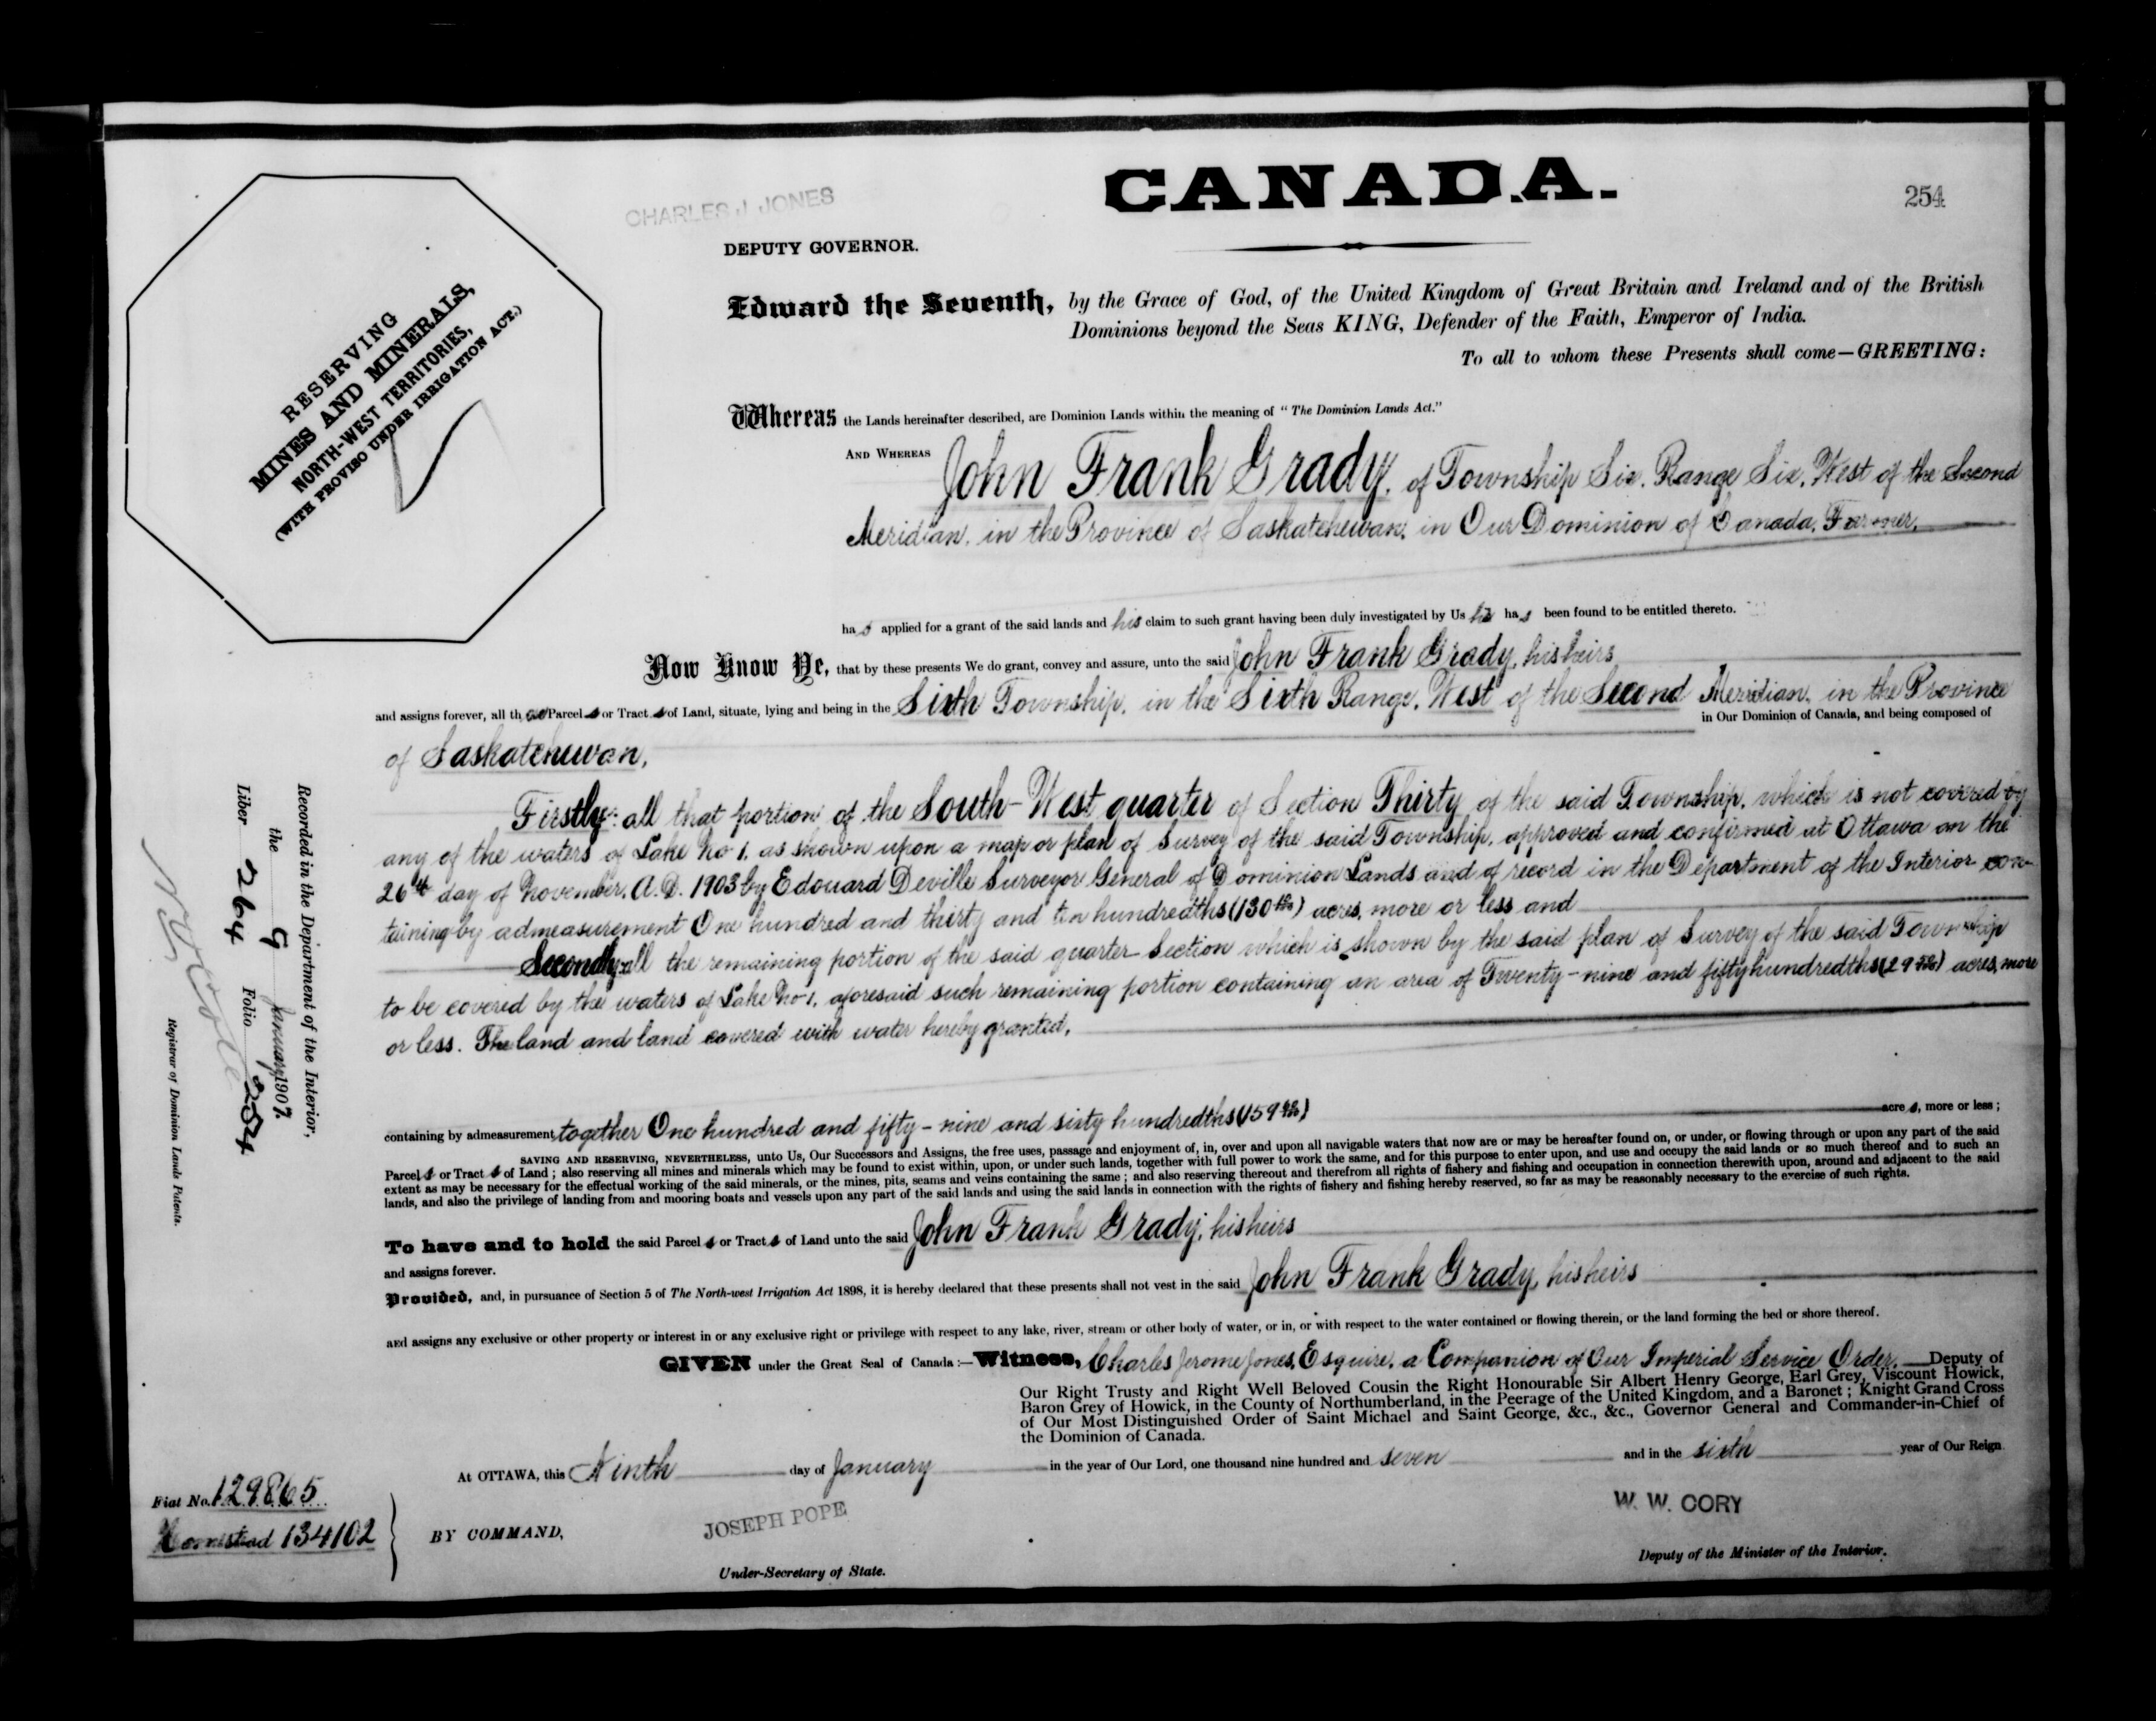 CANADA.
254
CHARLES J JONES
DEPUTY GOVERNOR.
RESERVING
MINES AND MINERALS,
NORTH-WEST TERRITORIES,
(WITH PROVISO UNDER IRRIGATION ACT.)
Edward the Seventh, by the Grace of God, of the United Kingdom of Great Britain and Ireland and of the British
Dominions beyond the Seas KING, Defender of the Faith, Emperor of India.
To all to whom these Presents shall come—GREETING:
Whereas the Lands hereinafter described, are Dominion Lands within the meaning of "The Dominion Lands Act."
AND WHEREAS John Frank Grady, of Township Six, Range Six, West of the Second
Meridian, in the Province of Saskatchewan, in Our Dominion of Canada, Farmer,
has applied for a grant of the said lands and his claim to such grant having been duly investigated by Us he has been found to be entitled thereto.
Now Know Ye, that by these presents We do grant, convey and assure, unto the said John Frank Grady, his heirs
and assigns forever, all those Parcels or Tracts of Land, situate, lying and being in the Sixth Township, in the Sixth Range, West of the Second Meridian, in the Province
in Our Dominion of Canada, and being composed of
of Saskatchewan,
Firstly: all that portion of the South-West quarter of Section Thirty of the said Township, which is not covered by
any of the waters of Lake No 1, as shown upon a map or plan of Survey of the said Township, approved and confirmed at Ottawa on the
26th day of November, A.D. 1903 by Edouard Deville Surveyor General of Dominion Lands and of record in the Department of the Interior con-
taining by admeasurement One hundred and thirty and ten hundredths (130 10/100) acres, more or less and
Secondly: all the remaining portion of the said quarter Section which is shown by the said plan of Survey of the said Township
to be covered by the waters of Lake No 1, aforesaid such remaining portion containing an area of Twenty-nine and fifty hundredths (29 50/100) acres, more
or less. The land and land covered with water hereby granted,
containing by admeasurement together One hundred and fifty-nine and sixty hundredths (159 60/100) acres, more or less;
SAVING AND RESERVING, NEVERTHELESS, unto Us, Our Successors and Assigns, the free uses, passage and enjoyment of, in, over and upon all navigable waters that now are or may be hereafter found on, or under, or flowing through or upon any part of the said
Parcels or Tracts of Land; also reserving all mines and minerals which may be found to exist within, upon, or under such lands, together with full power to work the same, and for this purpose to enter upon, and use and occupy the said lands or so much thereof and to such an
extent as may be necessary for the effectual working of the said minerals, or the mines, pits, seams and veins containing the same; and also reserving thereout and therefrom all rights of fishery and fishing and occupation in connection therewith upon, around and adjacent to the said
lands, and also the privilege of landing from and mooring boats and vessels upon any part of the said lands and using the said lands in connection with the rights of fishery and fishing hereby reserved, so far as may be reasonably necessary to the exercise of such rights.
To have and to hold the said Parcels or Tracts of Land unto the said John Frank Grady, his heirs
and assigns forever.
Provided, and, in pursuance of Section 5 of The North-west Irrigation Act 1898, it is hereby declared that these presents shall not vest in the said John Frank Grady, his heirs
and assigns any exclusive or other property or interest in or any exclusive right or privilege with respect to any lake, river, stream or other body of water, or in, or with respect to the water contained or flowing therein, or the land forming the bed or shore thereof.
GIVEN under the Great Seal of Canada:—Witness, Charles Jerome Jones, Esquire, a Companion of Our Imperial Service Order, Deputy of
Our Right Trusty and Right Well Beloved Cousin the Right Honourable Sir Albert Henry George, Earl Grey, Viscount Howick,
Baron Grey of Howick, in the County of Northumberland, in the Peerage of the United Kingdom, and a Baronet; Knight Grand Cross
of Our Most Distinguished Order of Saint Michael and Saint George, &c., &c., Governor General and Commander-in-Chief of
the Dominion of Canada.
At OTTAWA, this Ninth day of January in the year of Our Lord, one thousand nine hundred and seven and in the sixth year of Our Reign.
BY COMMAND,
JOSEPH POPE
Under-Secretary of State.
W. W. CORY
Deputy of the Minister of the Interior.
Fiat No. 129865
Homestead 134102
Recorded in the Department of the Interior,
the 9 January 1907.
Liber 264 Folio 254
Registrar of Dominion Lands Patents.